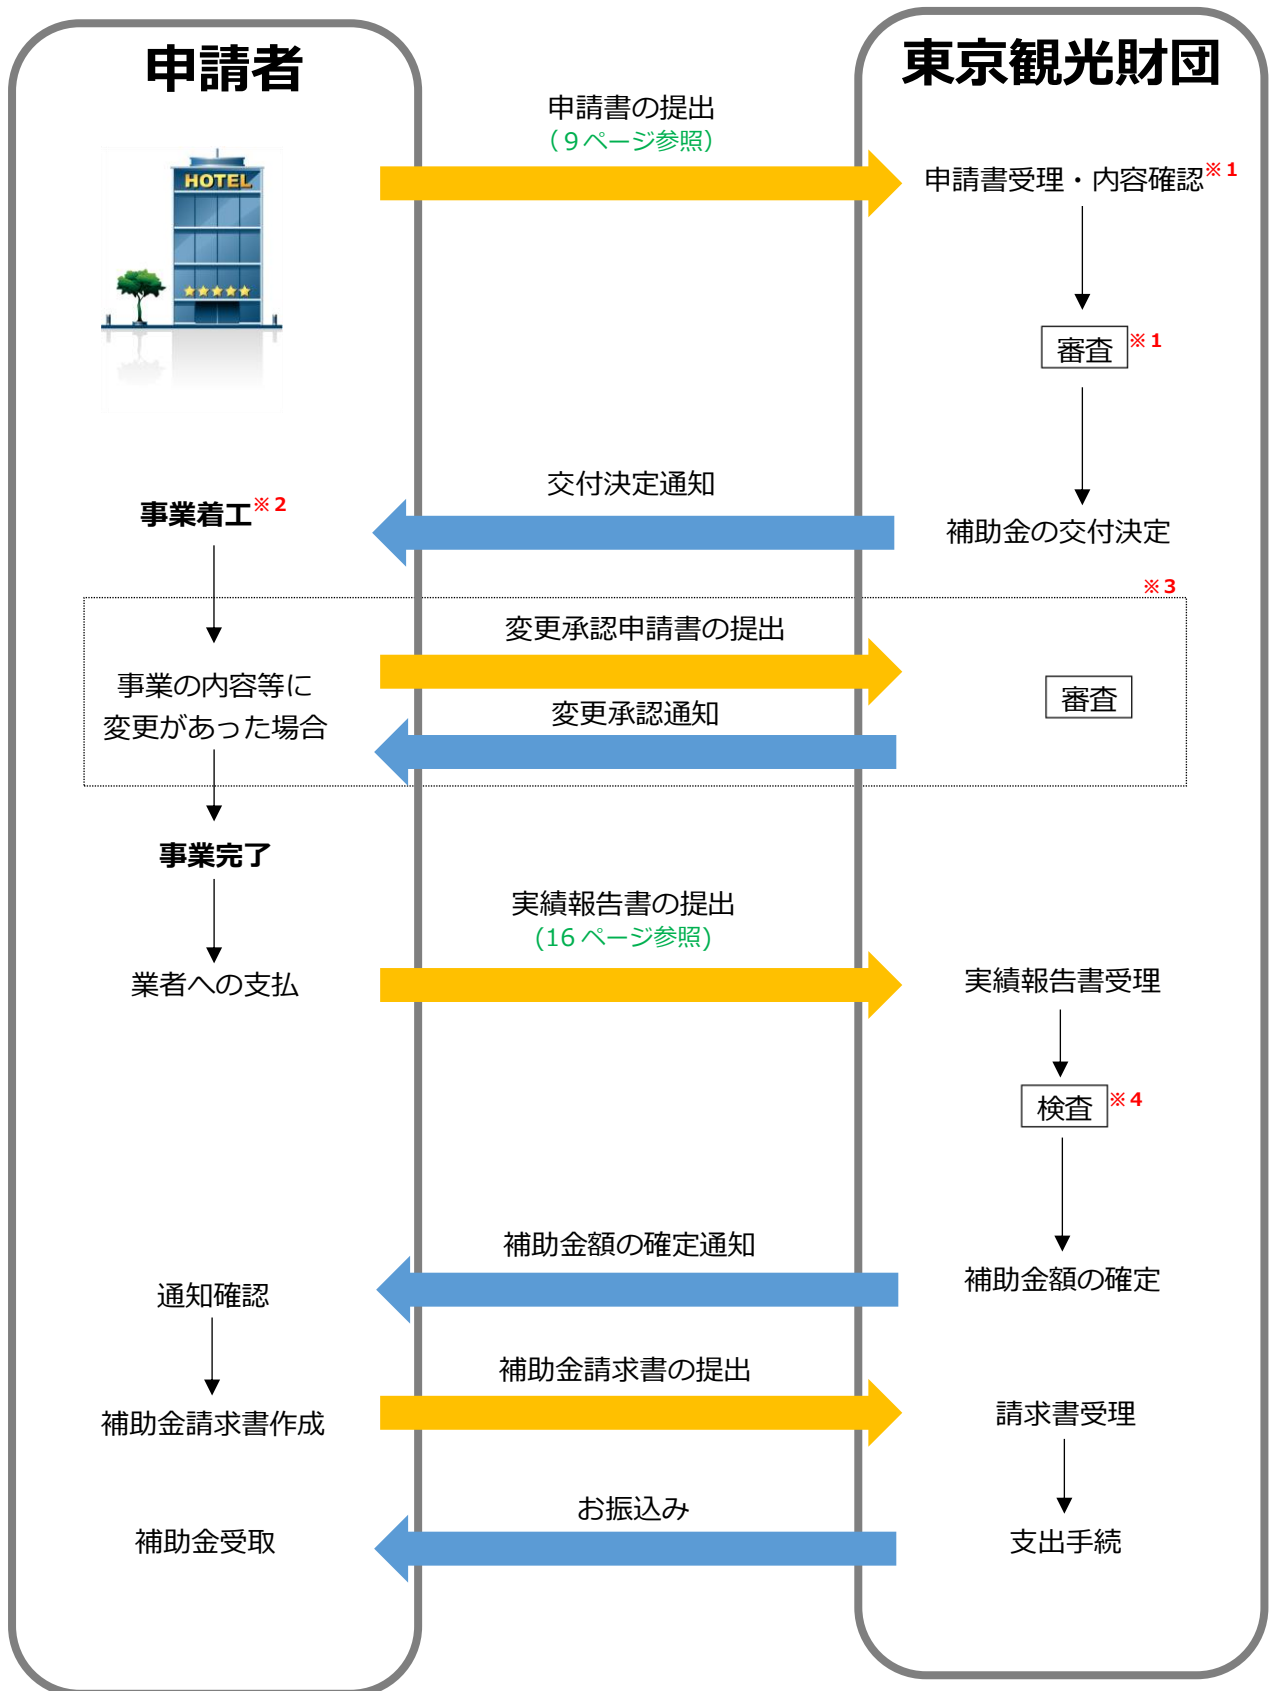 申請者
東京観光財団
申請書の提出
（９ページ参照）
HOTEL
申請書受理・内容確認※１
審査※１
交付決定通知
事業着工※２
補助金の交付決定
※３
変更承認申請書の提出
事業の内容等に
変更があった場合
審査
変更承認通知
事業完了
実績報告書の提出
(16 ページ参照)
業者への支払
実績報告書受理
検査※４
補助金額の確定通知
補助金額の確定
通知確認
補助金請求書の提出
補助金請求書作成
請求書受理
お振込み
補助金受取
支出手続